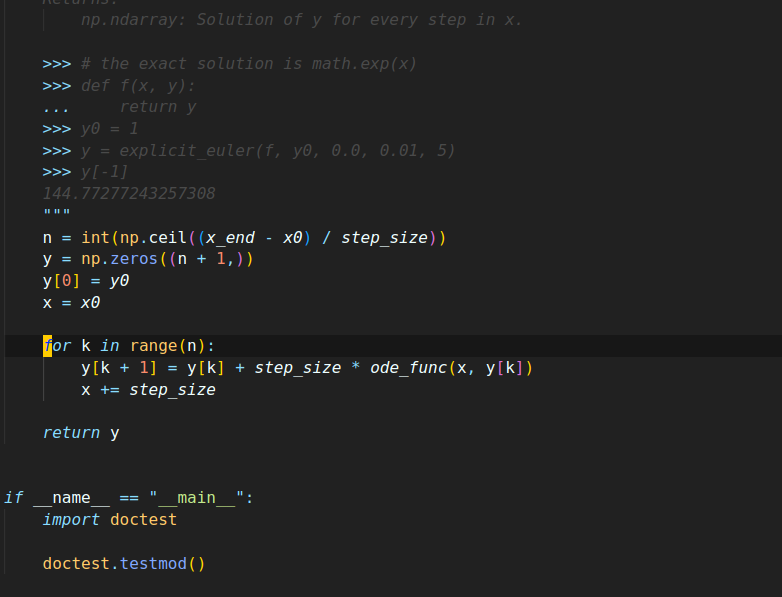 Returns:
np.ndarray: Solution of y for every step in x.
>>> # the exact solution is math.exp(x)
>>> def f(x, y):
...     return y
>>> y0 = 1
>>> y = explicit_euler(f, y0, 0.0, 0.01, 5)
>>> y[-1]
144.77277243257308
"""
n = int(np.ceil((x_end - x0) / step_size))
y = np.zeros((n + 1,))
y[0] = y0
x = x0
for k in range(n):
y[k + 1] = y[k] + step_size * ode_func(x, y[k])
x += step_size
return y
if __name__ == "__main__":
import doctest
doctest.testmod()